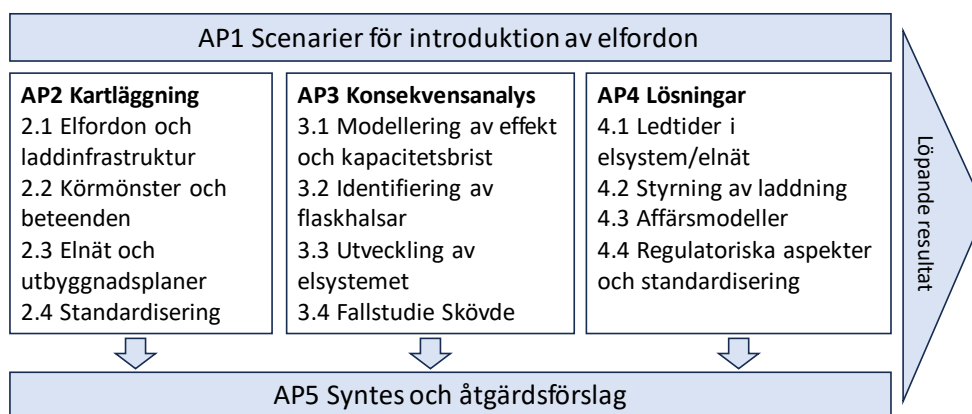 AP1 Scenarier för introduktion av elfordon
AP2 Kartläggning
2.1 Elfordon och
laddinfrastruktur
2.2 Körmönster och
beteenden
2.3 Elnät och
utbyggnadsplaner
2.4 Standardisering
AP3 Konsekvensanalys
3.1 Modellering av effekt
och kapacitetsbrist
3.2 Identifiering av
flaskhalsar
3.3 Utveckling av
elsystemet
3.4 Fallstudie Skövde
AP4 Lösningar
4.1 Ledtider i
elsystem/elnät
4.2 Styrning av laddning
4.3 Affärsmodeller
4.4 Regulatoriska aspekter
och standardisering
Löpande resultat
AP5 Syntes och åtgärdsförslag